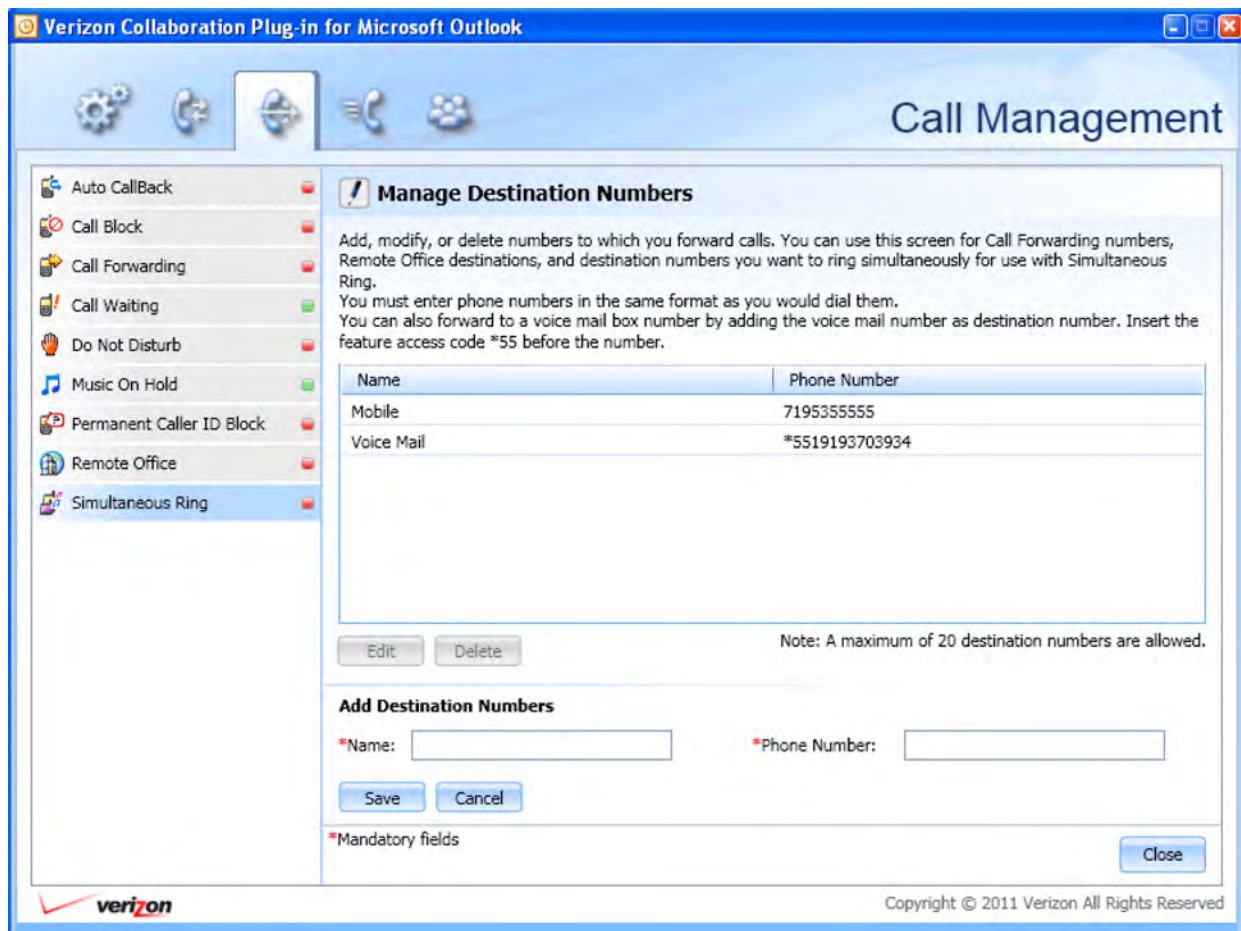 Verizon Collaboration Plug-in for Microsoft Outlook
Call Management
Auto CallBack
Call Block
Call Forwarding
Call Waiting
Do Not Disturb
Music On Hold
Permanent Caller ID Block
Remote Office
Simultaneous Ring
Manage Destination Numbers
Add, modify, or delete numbers to which you forward calls. You can use this screen for Call Forwarding numbers,
Remote Office destinations, and destination numbers you want to ring simultaneously for use with Simultaneous
Ring.
You must enter phone numbers in the same format as you would dial them.
You can also forward to a voice mail box number by adding the voice mail number as destination number. Insert the
feature access code *55 before the number.
Name Phone Number
Mobile 7195355555
Voice Mail *5519193703934
Edit Delete Note: A maximum of 20 destination numbers are allowed.
Add Destination Numbers
*Name: *Phone Number:
Save Cancel
*Mandatory fields
Close
verizon Copyright © 2011 Verizon All Rights Reserved